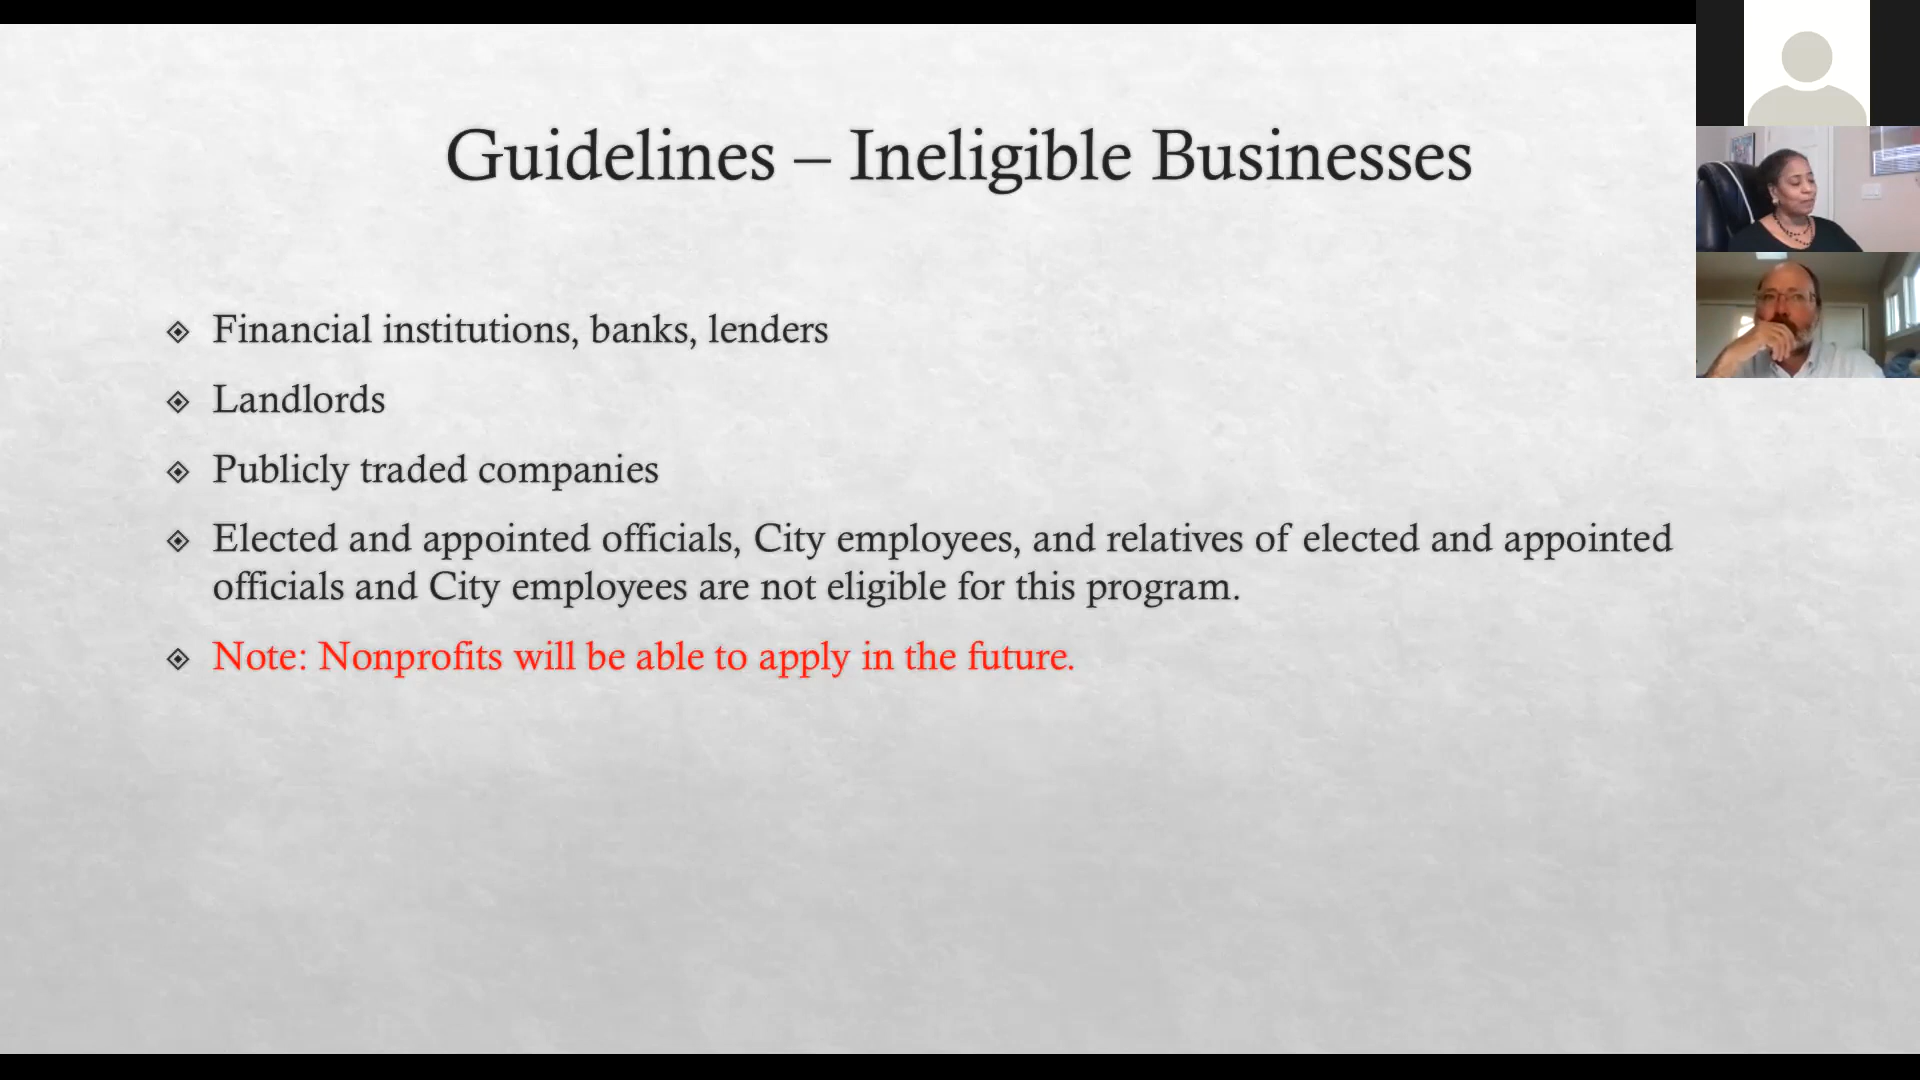 Guidelines – Ineligible Businesses
Financial institutions, banks, lenders
Landlords
Publicly traded companies
Elected and appointed officials, City employees, and relatives of elected and appointed
officials and City employees are not eligible for this program.
Note: Nonprofits will be able to apply in the future.